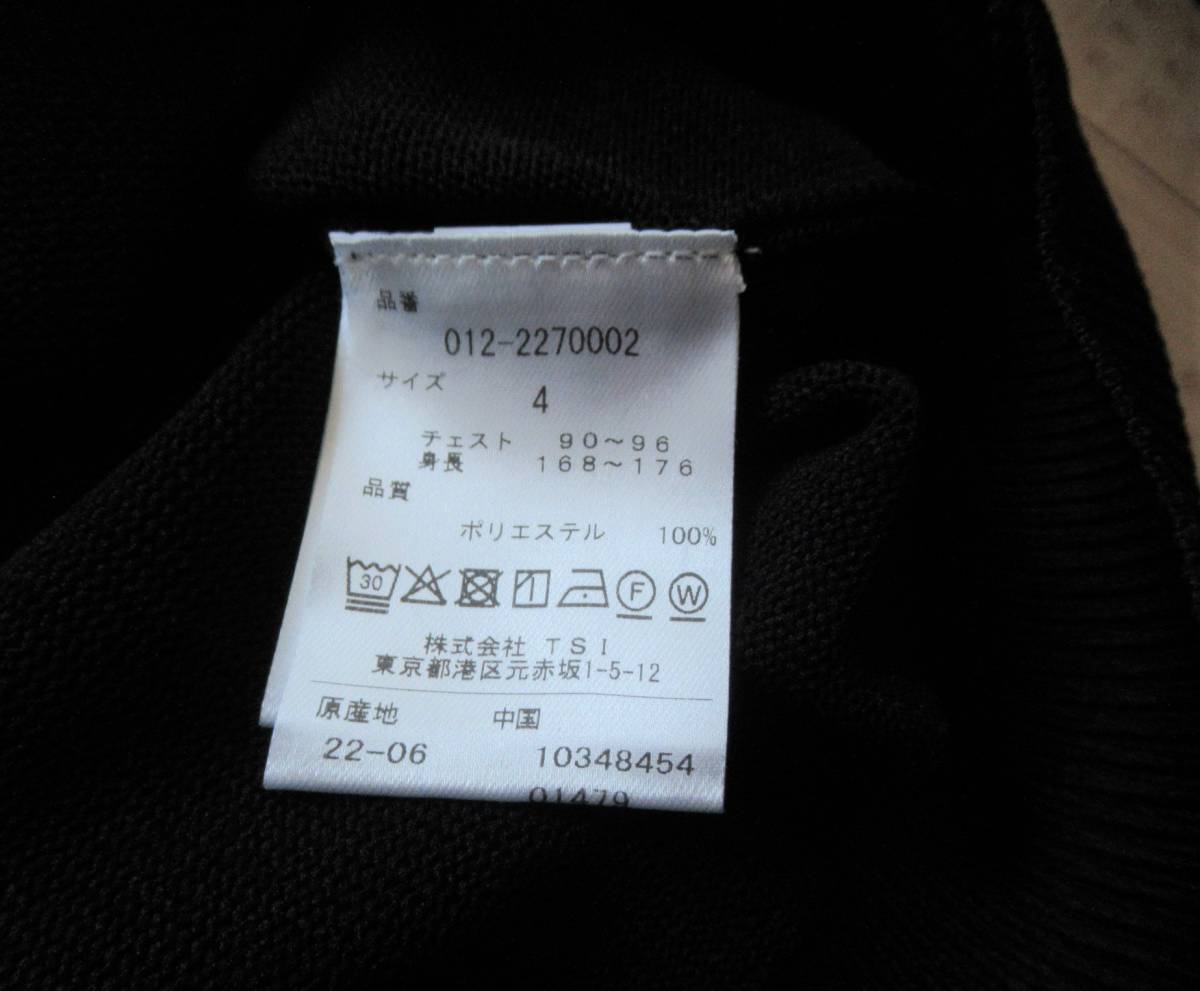 品番
012-2270002
サイズ
4
チェスト 90〜96
身長 168〜176
品質
ポリエステル 100%
30 F W
株式会社 TSI
東京都港区元赤坂1-5-12
原産地 中国
22-06 10348454
01479